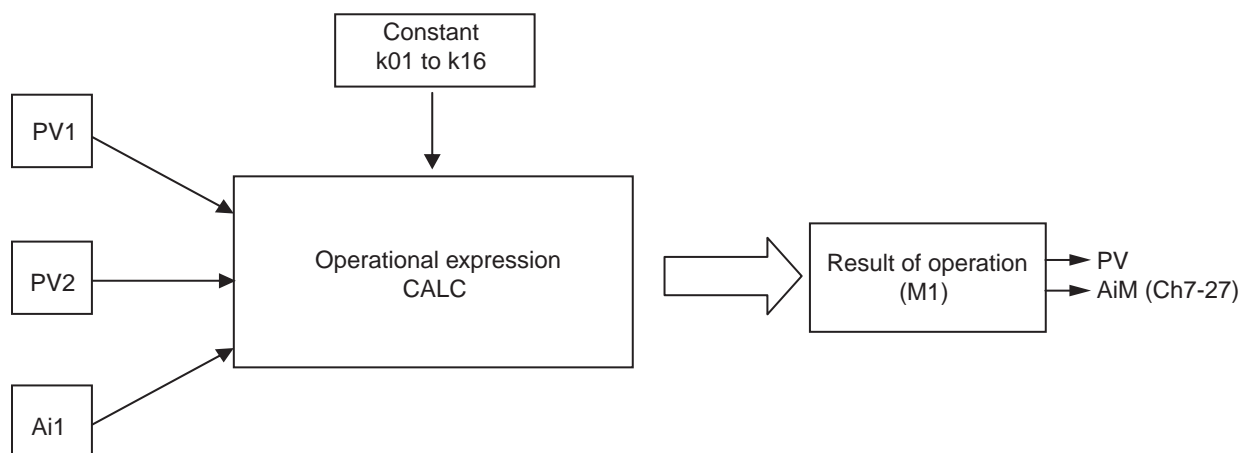 Constant
k01 to k16
PV1
PV2
Ai1
Operational expression
CALC
Result of operation
(M1)
PV
AiM (Ch7-27)